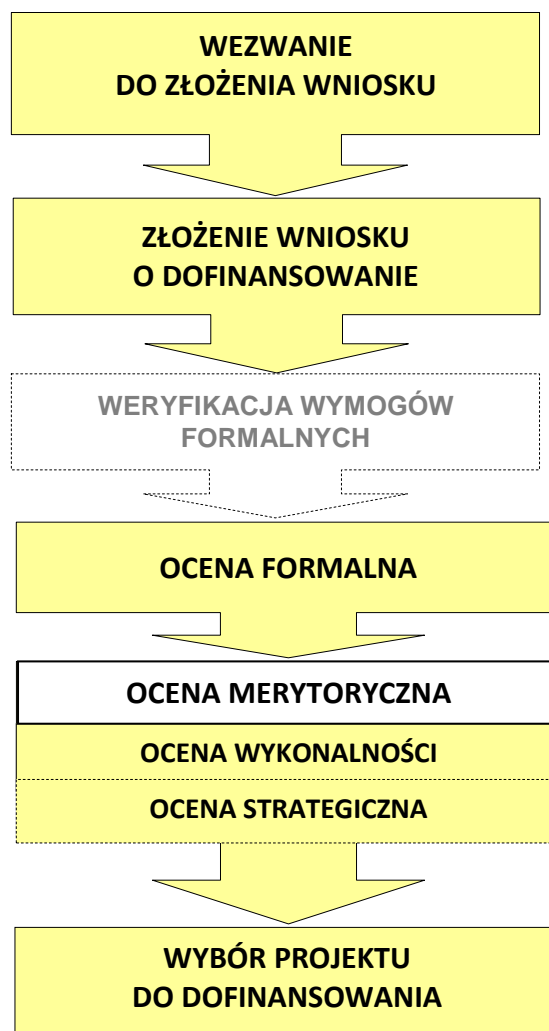 WEZWANIE
DO ZŁOŻENIA WNIOSKU
ZŁOŻENIE WNIOSKU
O DOFINANSOWANIE
WERYFIKACJA WYMOGÓW
FORMALNYCH
OCENA FORMALNA
OCENA MERYTORYCZNA
OCENA WYKONALNOŚCI
OCENA STRATEGICZNA
WYBÓR PROJEKTU
DO DOFINANSOWANIA